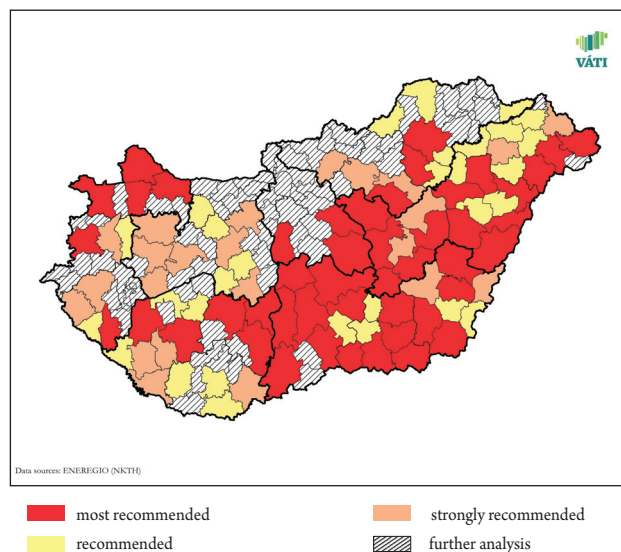 VÁTI
Data sources: ENEREGIO (NKTH)
most recommended
strongly recommended
recommended
further analysis